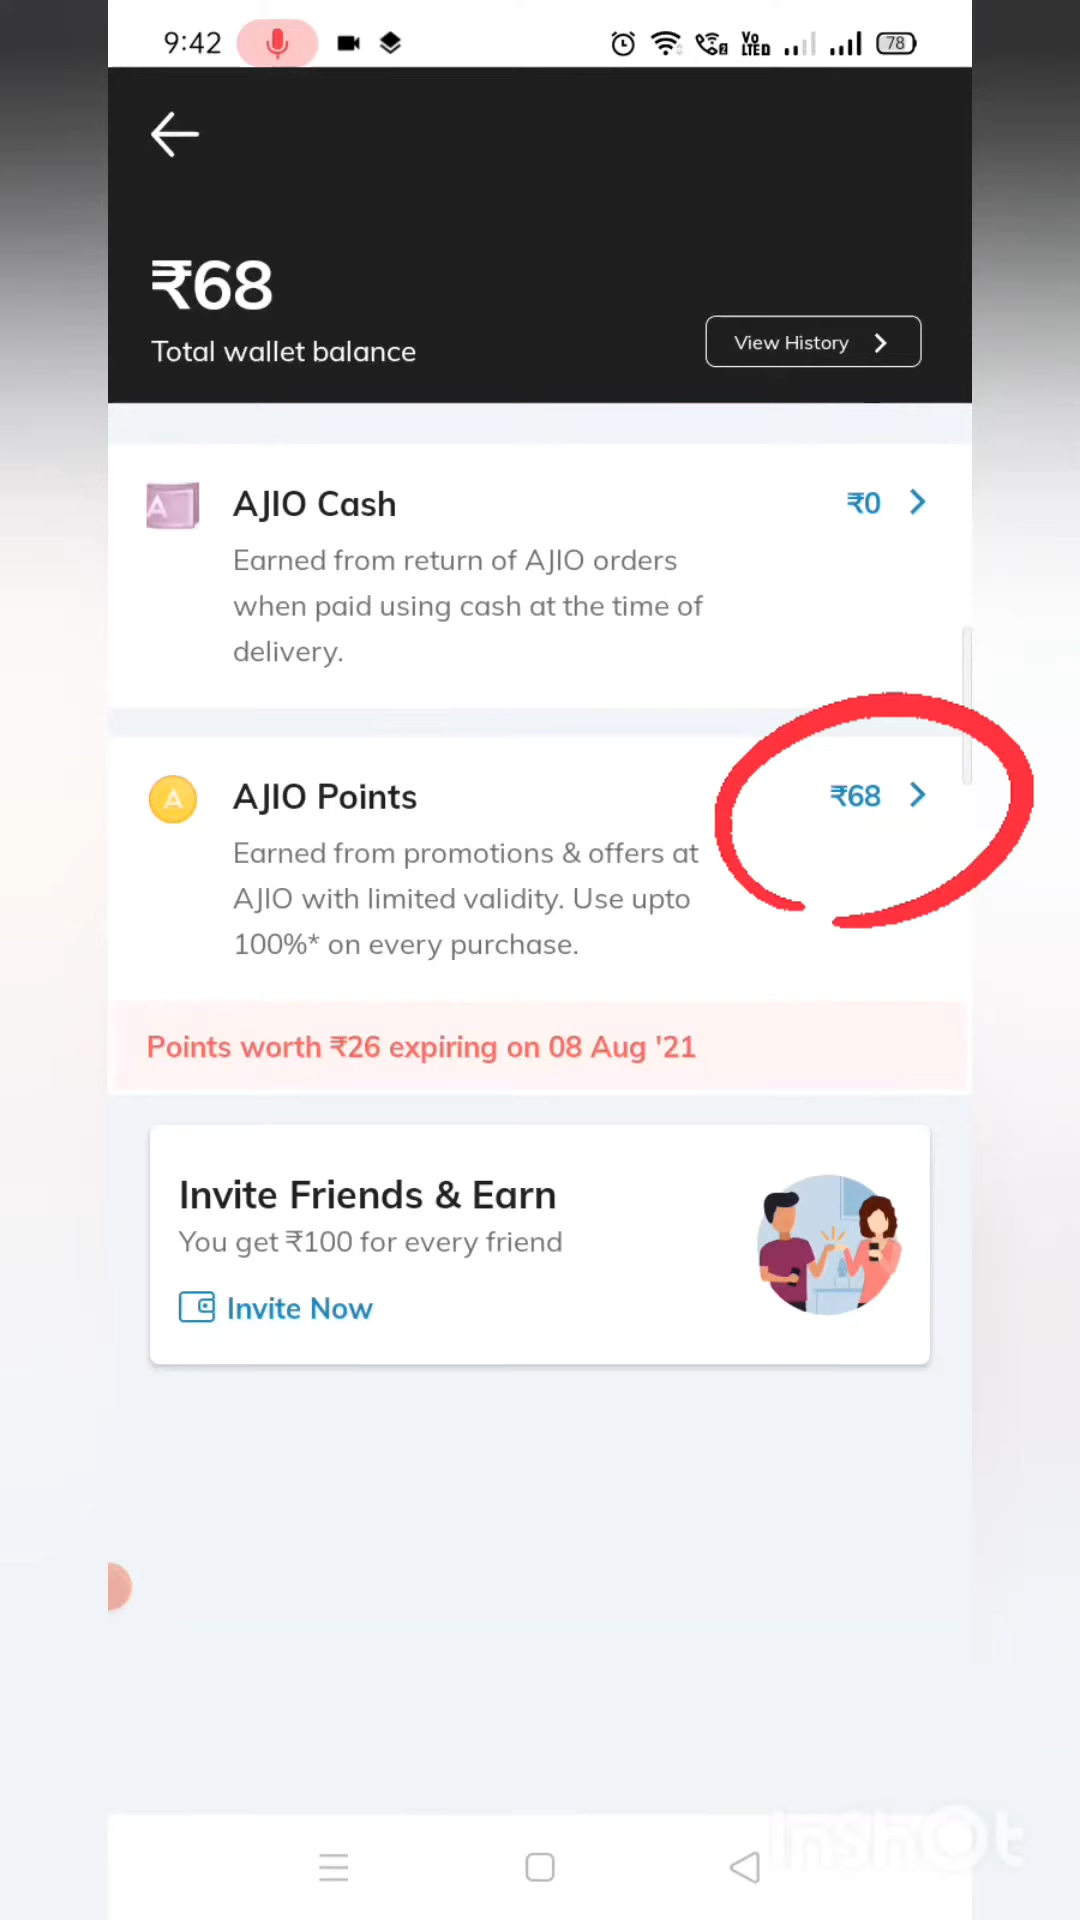 9:42
Vo
LTED
78
₹68
Total wallet balance
View History
AJIO Cash
₹0
Earned from return of AJIO orders
when paid using cash at the time of
delivery.
A
AJIO Points
₹68
Earned from promotions & offers at
AJIO with limited validity. Use upto
100%* on every purchase.
Points worth ₹26 expiring on 08 Aug '21
Invite Friends & Earn
You get ₹100 for every friend
Invite Now
InShOt